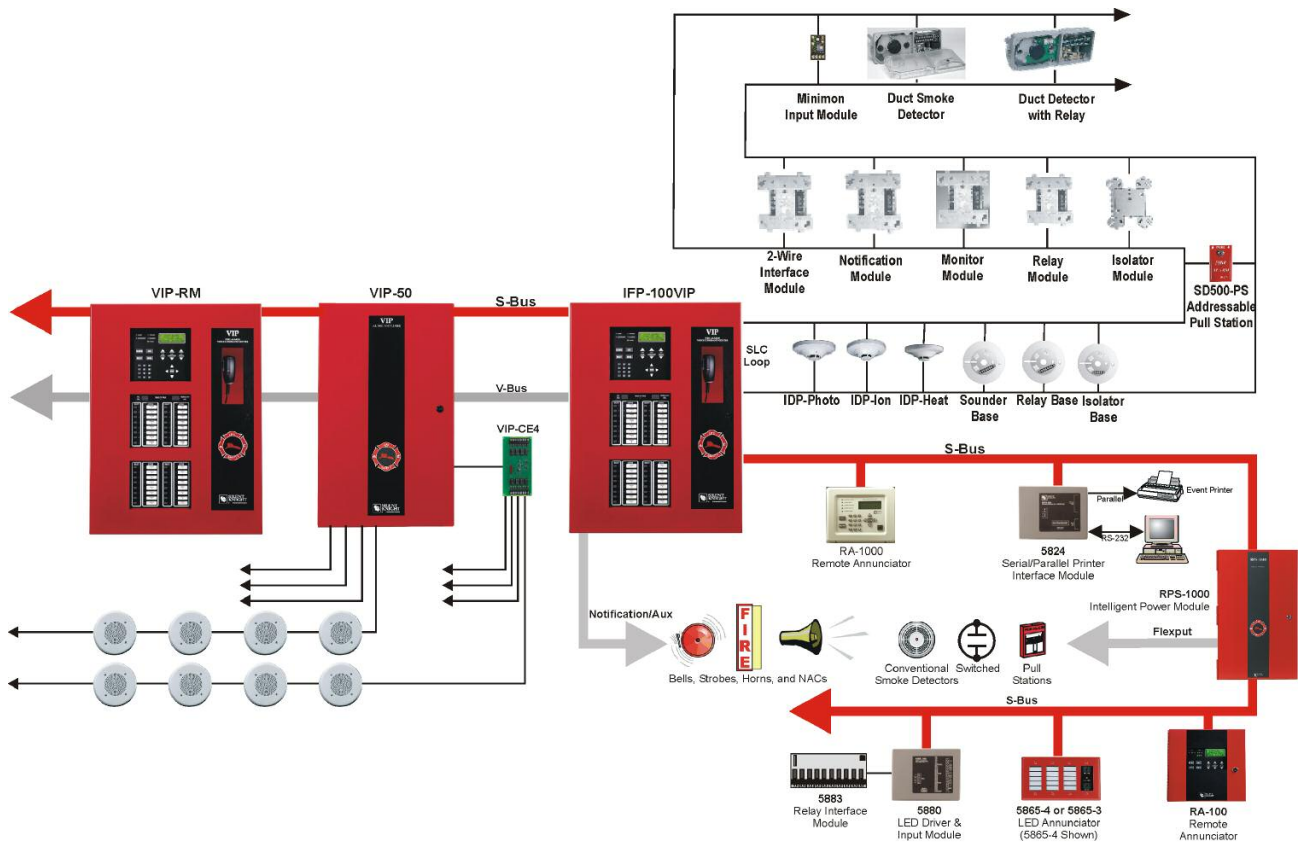 Minimon
Input Module
Duct Smoke
Detector
Duct Detector
with Relay
2-Wire
Interface
Module
Notification
Module
Monitor
Module
Relay
Module
Isolator
Module
SD500-PS
Addressable
Pull Station
VIP-RM
VIP-50
S-Bus
IFP-100VIP
SLC
Loop
IDP-Photo
IDP-Ion
IDP-Heat
Sounder
Base
Relay Base
Isolator
Base
V-Bus
VIP
VIP
VIP
VIP-CE4
S-Bus
RA-1000
Remote Annunciator
5824
Serial/Parallel Printer
Interface Module
Parallel
Event Printer
RS-232
RPS-1000
Intelligent Power Module
Notification/Aux
FIRE
Bells, Strobes, Horns, and NACs
Conventional
Smoke Detectors
Switched
Pull
Stations
Flexput
S-Bus
5883
Relay Interface
Module
5880
LED Driver &
Input Module
5865-4 or 5865-3
LED Annunciator
(5865-4 Shown)
RA-100
Remote
Annunciator